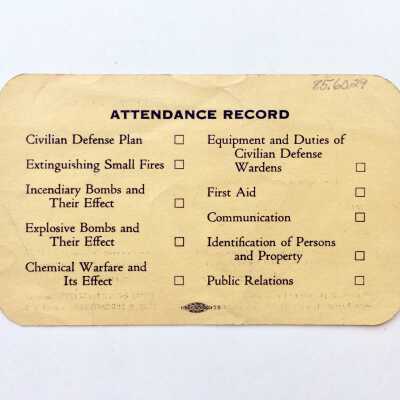 85.60.29
ATTENDANCE RECORD
Civilian Defense Plan ☐
Extinguishing Small Fires ☐
Incendiary Bombs and
Their Effect ☐
Explosive Bombs and
Their Effect ☐
Chemical Warfare and
Its Effect ☐
Equipment and Duties of
Civilian Defense
Wardens ☐
First Aid ☐
Communication ☐
Identification of Persons
and Property ☐
Public Relations ☐